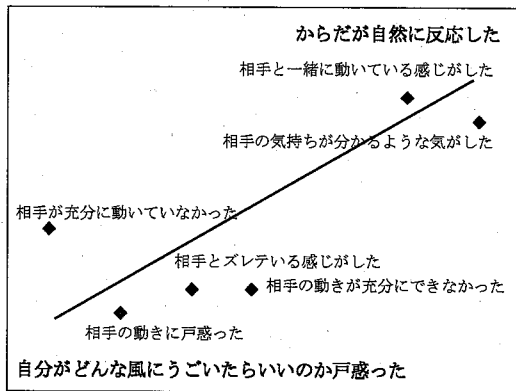 からだが自然に反応した
相手と一緒に動いている感じがした
相手の気持ちが分かるような気がした
相手が充分に動いていなかった
相手とズレテいる感じがした
相手の動きが充分にできなかった
相手の動きに戸惑った
自分がどんな風にうごいたらいいのか戸惑った